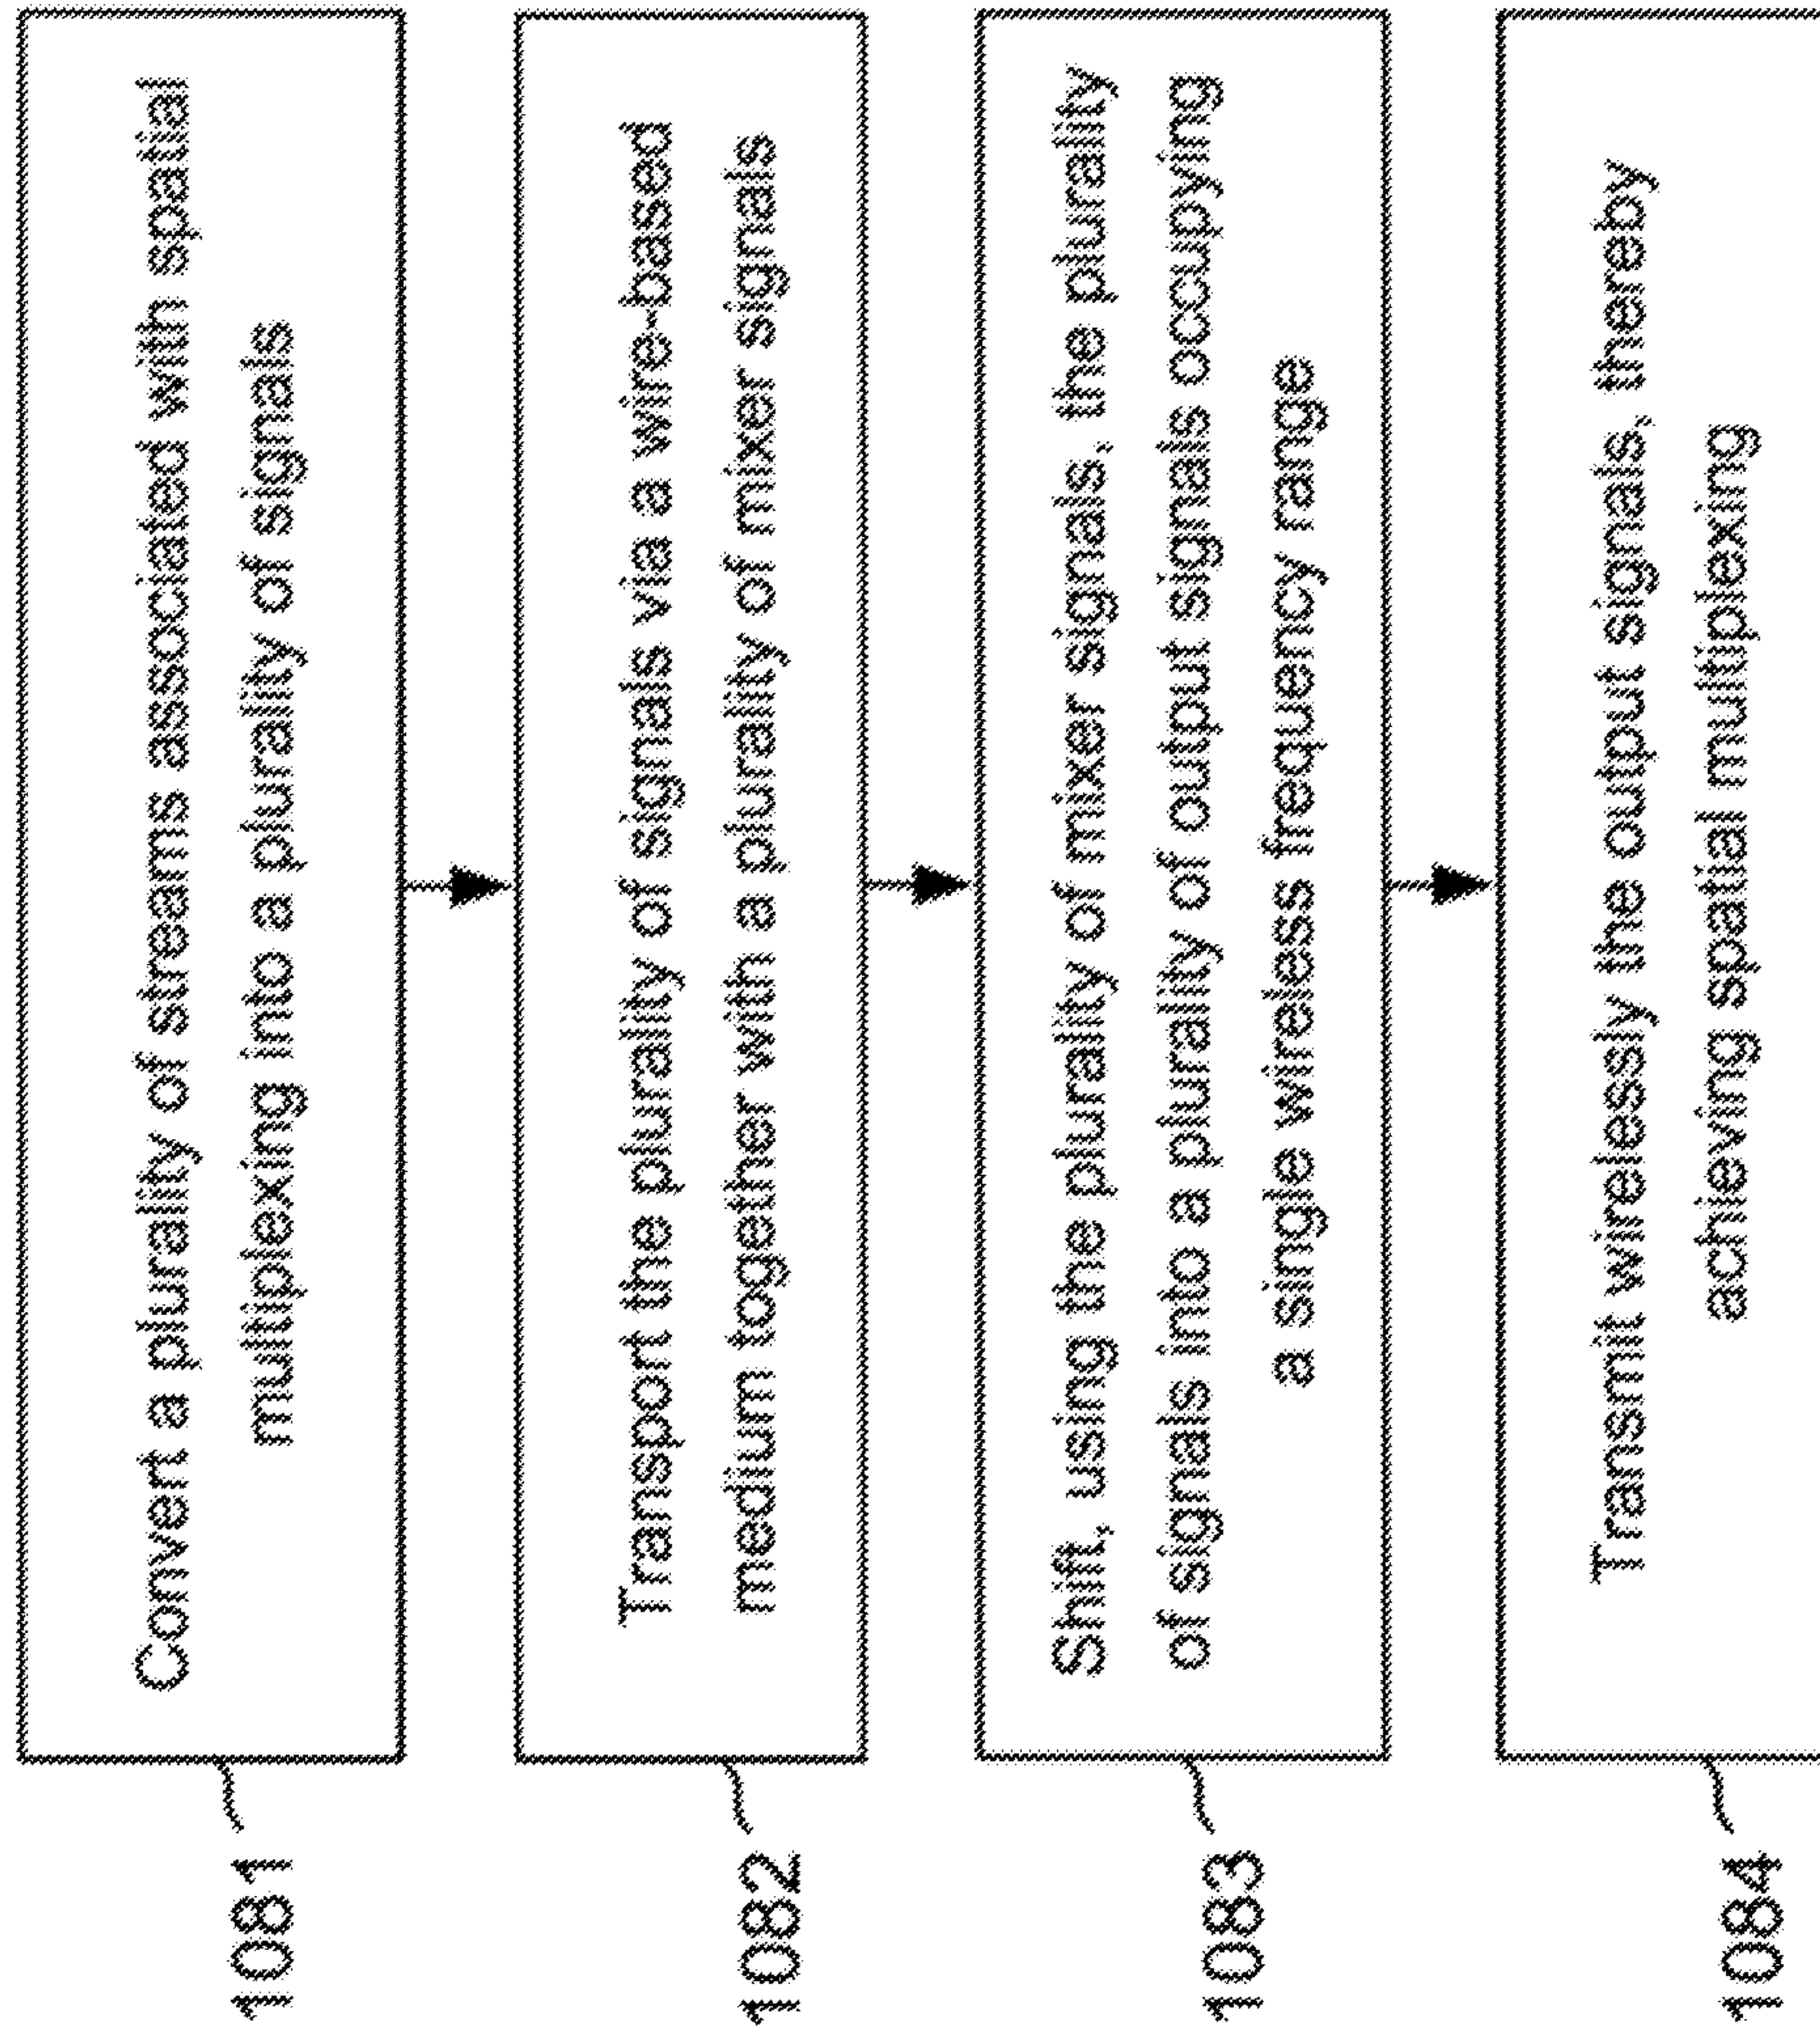 1081
Convert a plurality of streams associated with spatial
multiplexing into a plurality of signals
1082
Transport the plurality of signals via a wire-based
medium together with a plurality of mixer signals
1083
Shift, using the plurality of mixer signals, the plurality
of signals into a plurality of output signals occupying
a single wireless frequency range
1084
Transmit wirelessly the output signals, thereby
achieving spatial multiplexing